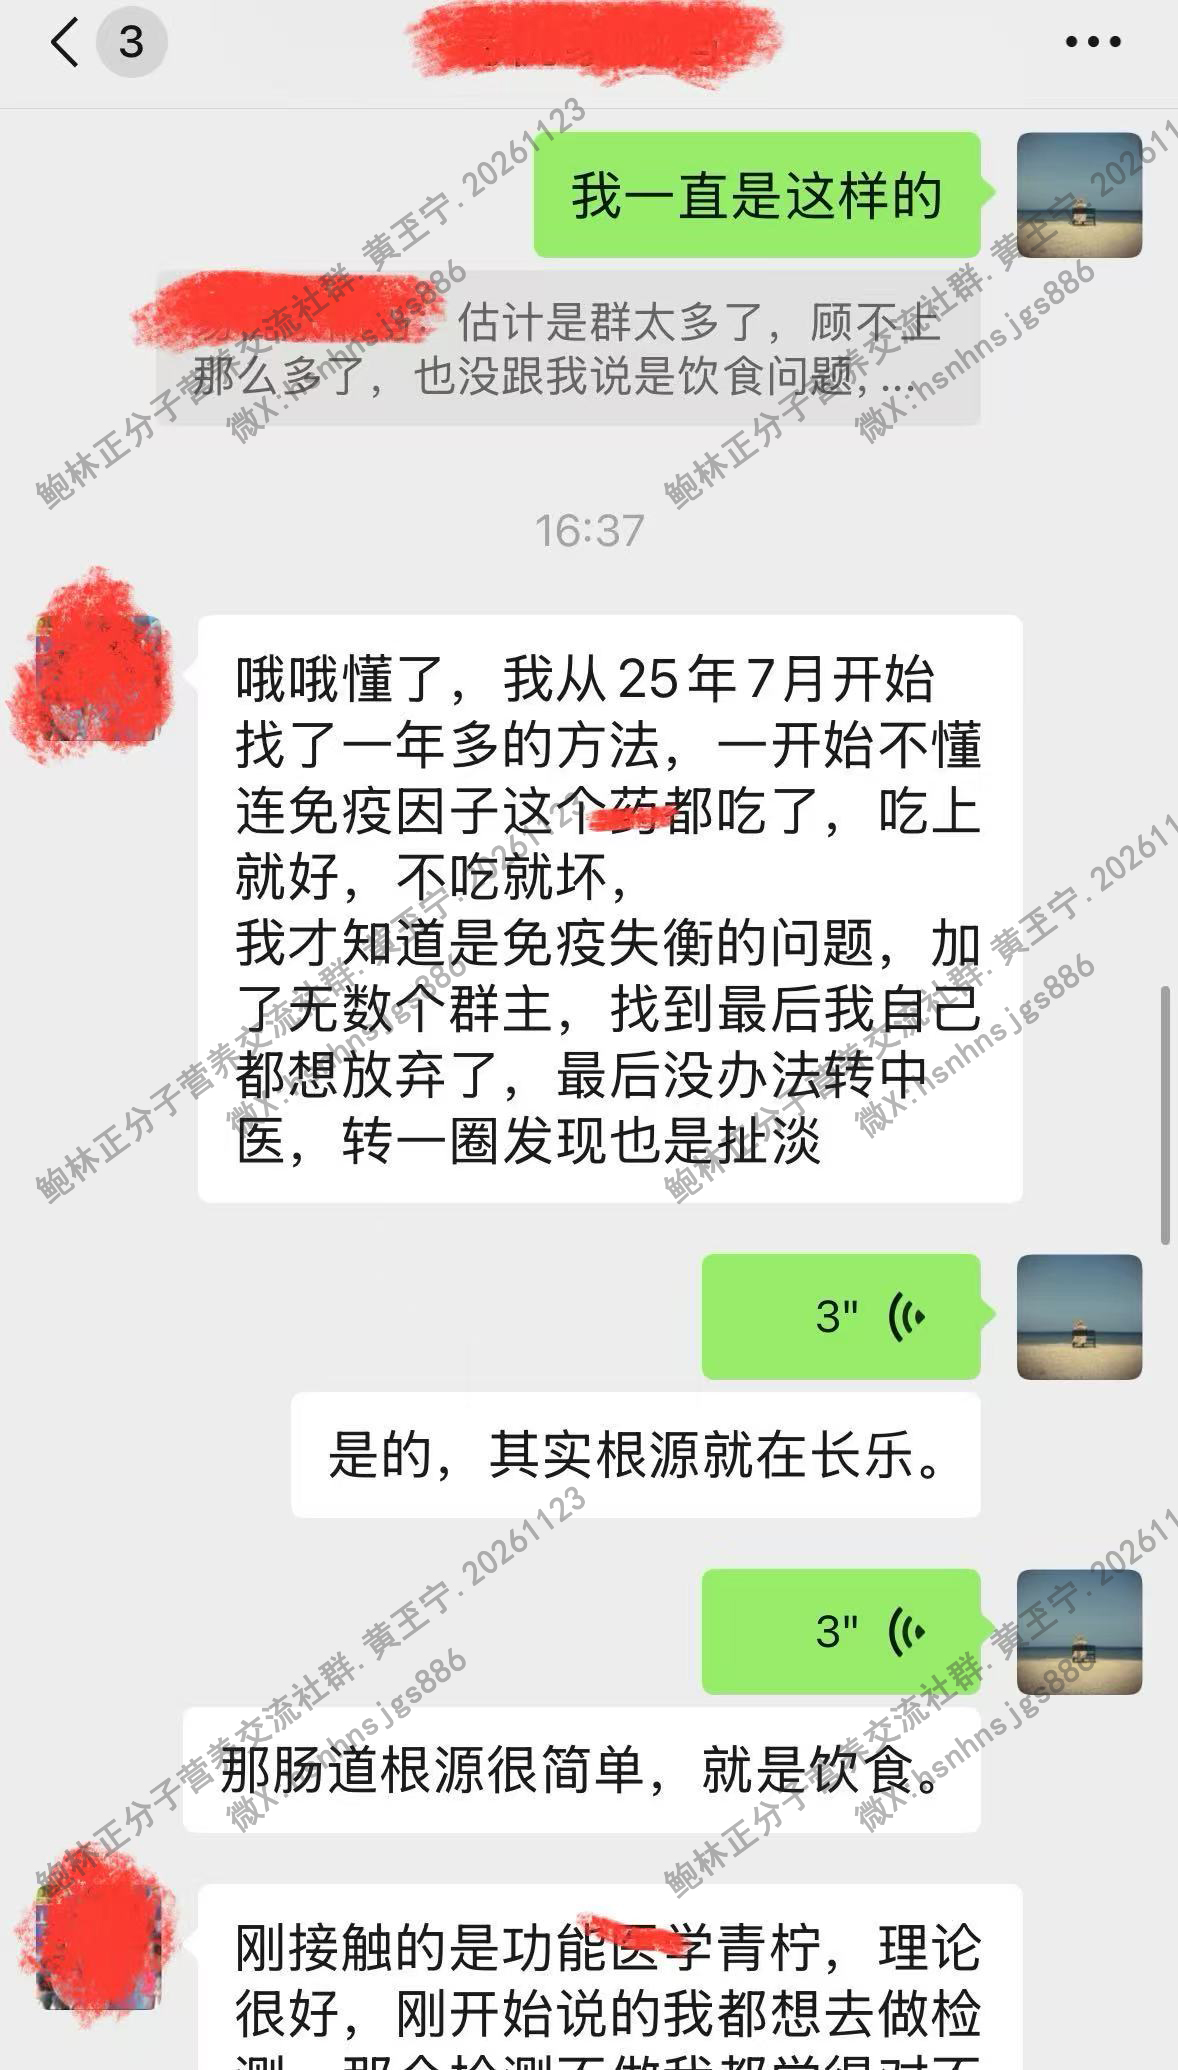 3
我一直是这样的
估计是群太多了，顾不上
那么多了，也没跟我说是饮食问题，...
16:37
哦哦懂了，我从25年7月开始
找了一年多的方法，一开始不懂
连免疫因子这个药都吃了，吃上
就好，不吃就坏，
我才知道是免疫失衡的问题，加
了无数个群主，找到最后我自己
都想放弃了，最后没办法转中
医，转一圈发现也是扯淡
3"
是的，其实根源就在长乐。
3"
那肠道根源很简单，就是饮食。
刚接触的是功能医学青柠，理论
很好，刚开始说的我都想去做检
鲍林正分子营养交流社群.黄玊宁.20261123
微X:hsnhnsjgs886